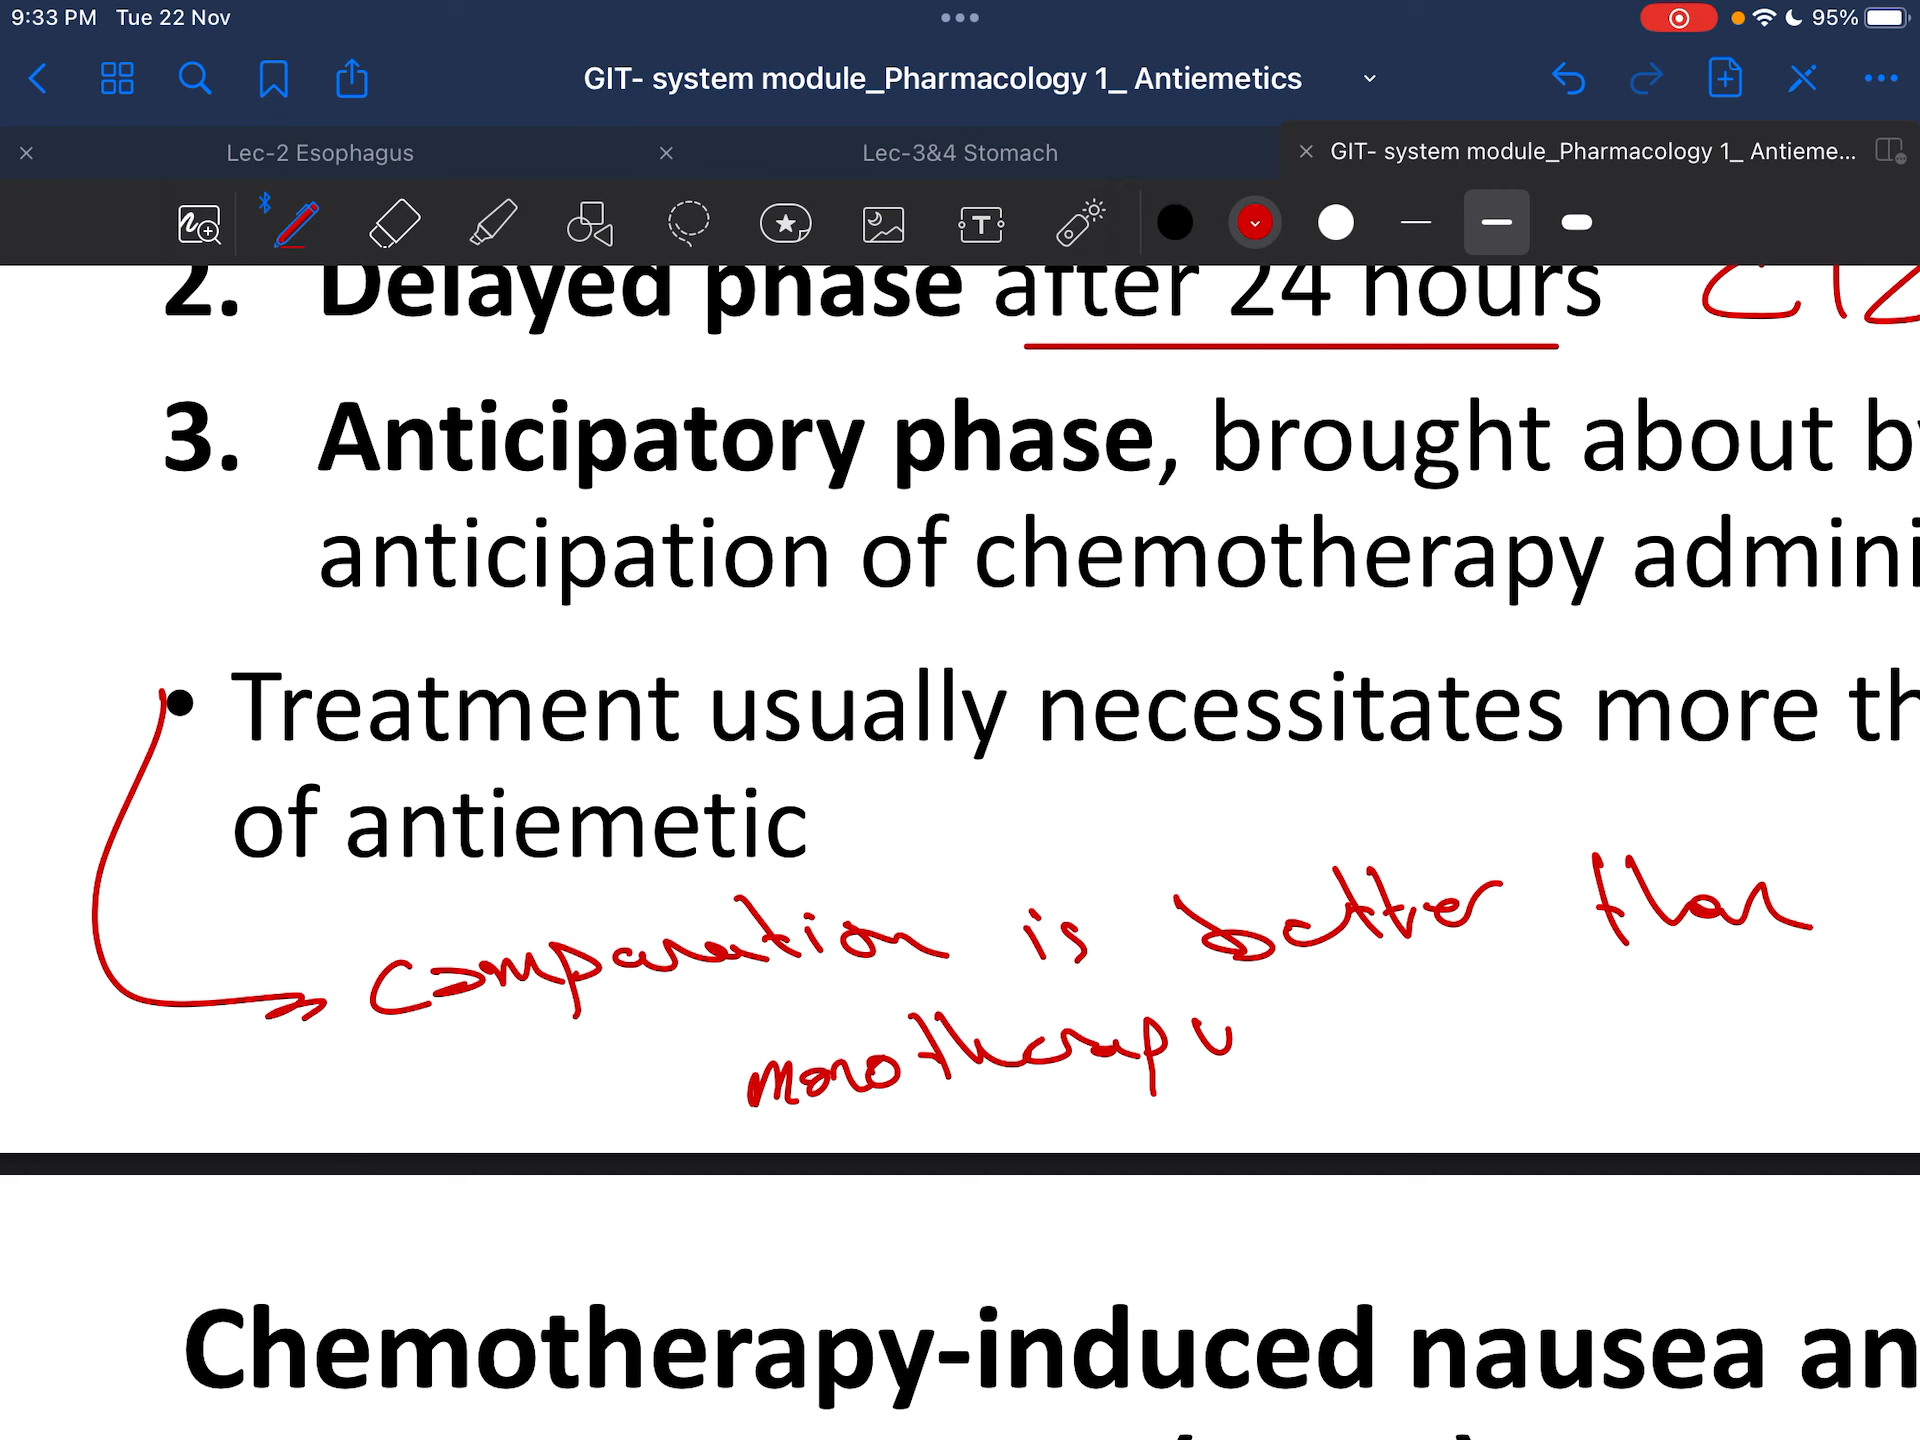 9:33 PM Tue 22 Nov
95%
GIT- system module_Pharmacology 1_ Antiemetics
Lec-2 Esophagus
Lec-3&4 Stomach
GIT- system module_Pharmacology 1_ Antieme...
2. Delayed phase after 24 hours
3. Anticipatory phase, brought about by
anticipation of chemotherapy admini
• Treatment usually necessitates more th
of antiemetic
comparation is better than
monotherapy
Chemotherapy-induced nausea an